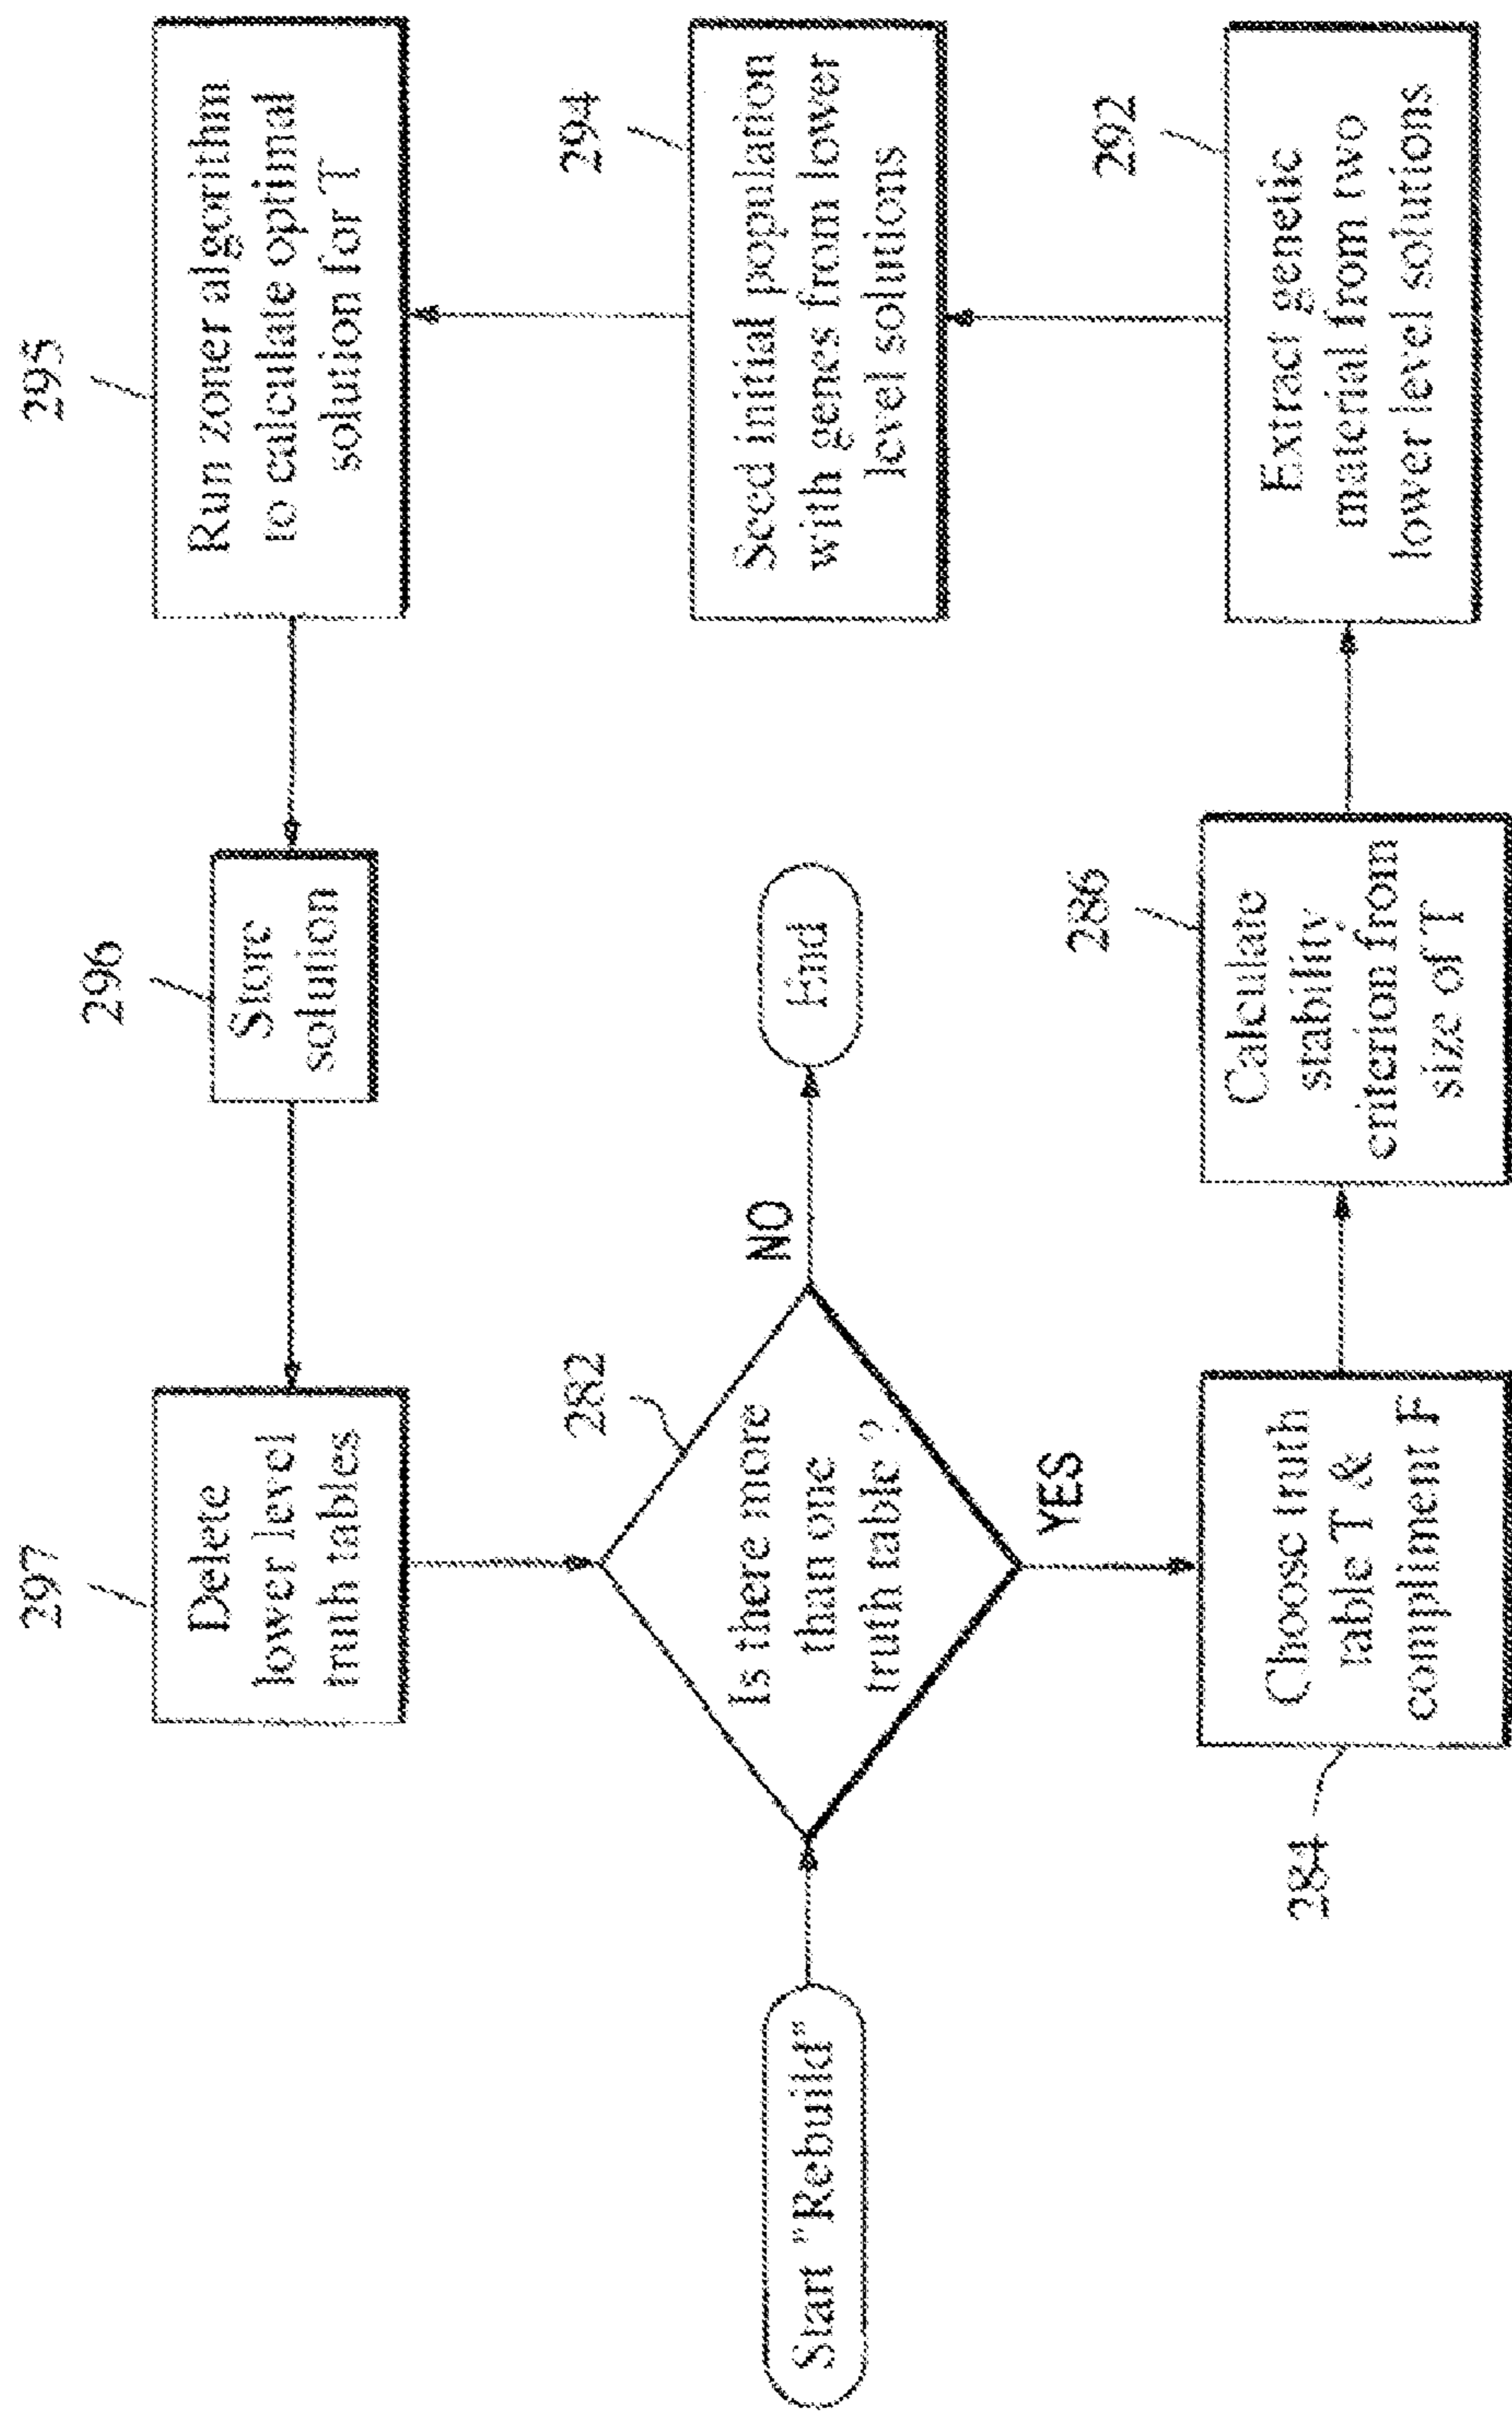 297
Delete
lower level
truth tables
296
Store
solution
295
Run zoner algorithm
to calculate optimal
solution for T
Start "Rebuild"
282
Is there more
than one
truth table ?
NO
End
YES
294
Seed initial population
with genes from lower
level solutions
284
Choose truth
table T &
compliment F
286
Calculate
stability
criterion from
size of T
292
Extract genetic
material from two
lower level solutions